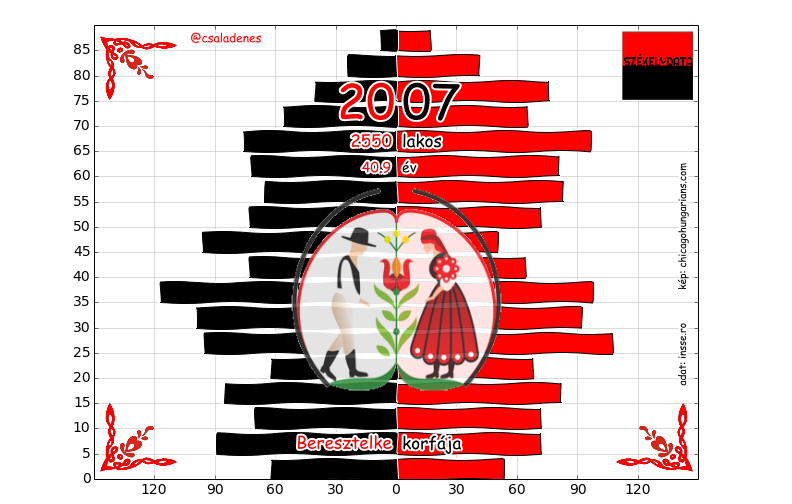 @csaladenes
SZÉKELYDATA
2007
2550 lakos
40.9 év
kép: chicagohungarians.com
adat: insse.ro
Beresztelke korfája
85
80
75
70
65
60
55
50
45
40
35
30
25
20
15
10
5
0
120 90 60 30 0 30 60 90 120